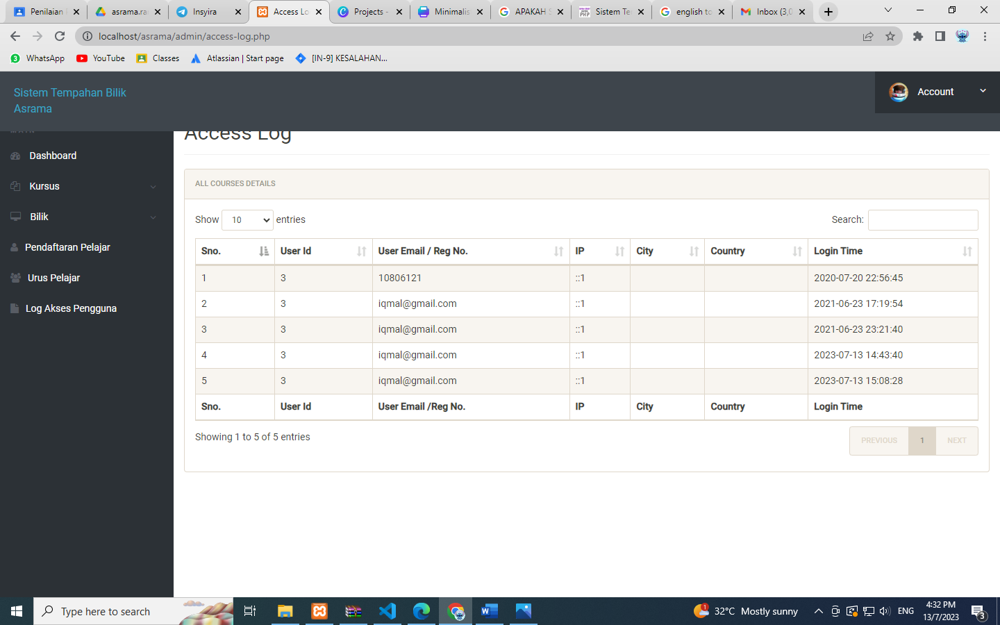 Penilaian
asrama.ra
Insyira
Access Lo
Projects -
Minimalis
APAKAH S
Sistem Te
english to
Inbox (3,0
localhost/asrama/admin/access-log.php
WhatsApp
YouTube
Classes
Atlassian | Start page
[IN-9] KESALAHAN...
Sistem Tempahan Bilik
Asrama
Account
Dashboard
Kursus
Bilik
Pendaftaran Pelajar
Urus Pelajar
Log Akses Pengguna
Access Log
ALL COURSES DETAILS
Show 10 entries
Search:
Sno. User Id User Email / Reg No. IP City Country Login Time
1 3 10806121 ::1 2020-07-20 22:56:45
2 3 iqmal@gmail.com ::1 2021-06-23 17:19:54
3 3 iqmal@gmail.com ::1 2021-06-23 23:21:40
4 3 iqmal@gmail.com ::1 2023-07-13 14:43:40
5 3 iqmal@gmail.com ::1 2023-07-13 15:08:28
Sno. User Id User Email /Reg No. IP City Country Login Time
Showing 1 to 5 of 5 entries
PREVIOUS 1 NEXT
Type here to search
32°C Mostly sunny
ENG
4:32 PM
13/7/2023
3